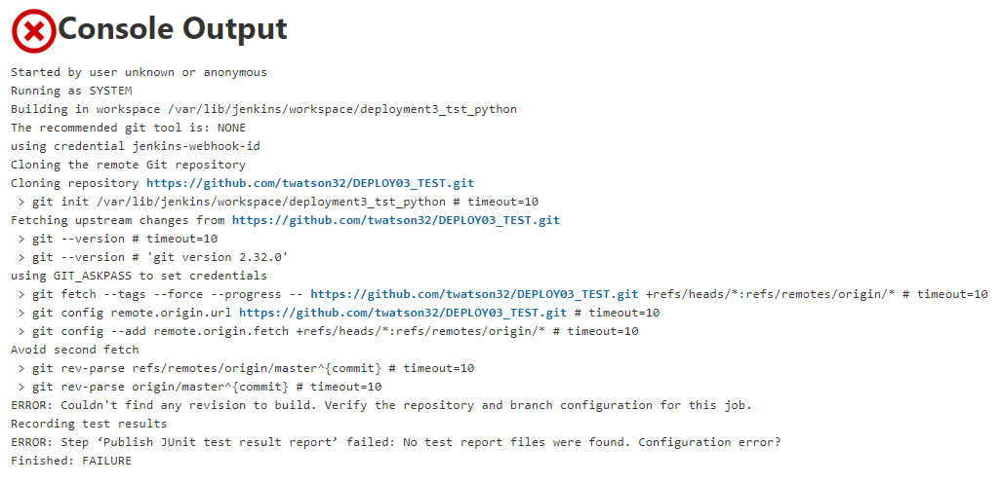 Console Output
Started by user unknown or anonymous
Running as SYSTEM
Building in workspace /var/lib/jenkins/workspace/deployment3_tst_python
The recommended git tool is: NONE
using credential jenkins-webhook-id
Cloning the remote Git repository
Cloning repository https://github.com/twatson32/DEPLOY03_TEST.git
> git init /var/lib/jenkins/workspace/deployment3_tst_python # timeout=10
Fetching upstream changes from https://github.com/twatson32/DEPLOY03_TEST.git
> git --version # timeout=10
> git --version # 'git version 2.32.0'
using GIT_ASKPASS to set credentials
> git fetch --tags --force --progress -- https://github.com/twatson32/DEPLOY03_TEST.git +refs/heads/*:refs/remotes/origin/* # timeout=10
> git config remote.origin.url https://github.com/twatson32/DEPLOY03_TEST.git # timeout=10
> git config --add remote.origin.fetch +refs/heads/*:refs/remotes/origin/* # timeout=10
Avoid second fetch
> git rev-parse refs/remotes/origin/master^{commit} # timeout=10
> git rev-parse origin/master^{commit} # timeout=10
ERROR: Couldn't find any revision to build. Verify the repository and branch configuration for this job.
Recording test results
ERROR: Step ‘Publish JUnit test result report’ failed: No test report files were found. Configuration error?
Finished: FAILURE